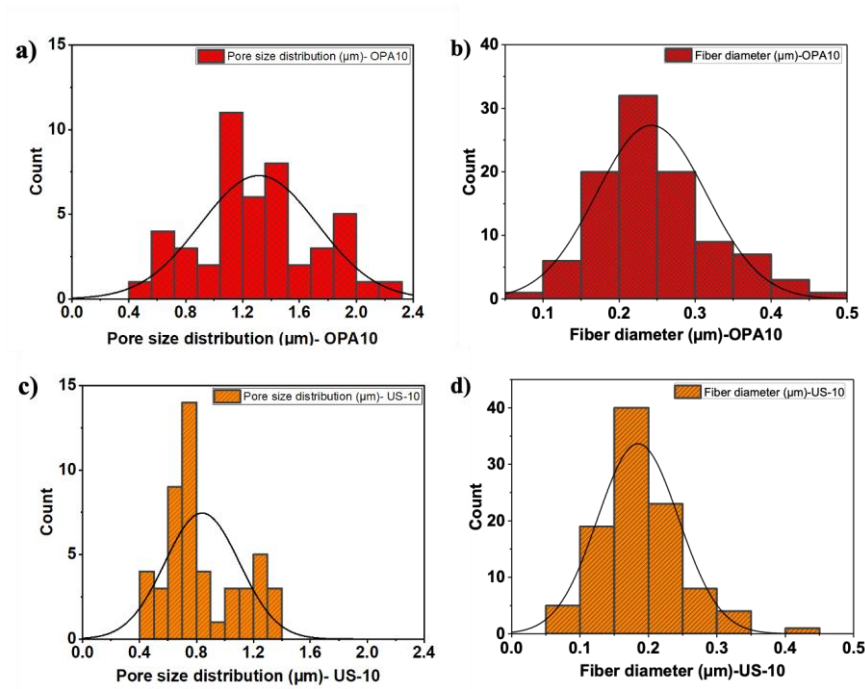 a)
Pore size distribution (µm)- OPA10
15
10
5
0
Count
0.0 0.4 0.8 1.2 1.6 2.0 2.4
Pore size distribution (µm)- OPA10
b)
Fiber diameter (µm)-OPA10
40
30
20
10
0
Count
0.1 0.2 0.3 0.4 0.5
Fiber diameter (µm)-OPA10
c)
Pore size distribution (µm)- US-10
15
10
5
0
Count
0.0 0.4 0.8 1.2 1.6 2.0 2.4
Pore size distribution (µm)- US-10
d)
Fiber diameter (µm)-US-10
40
30
20
10
0
Count
0.0 0.1 0.2 0.3 0.4 0.5
Fiber diameter (µm)-US-10